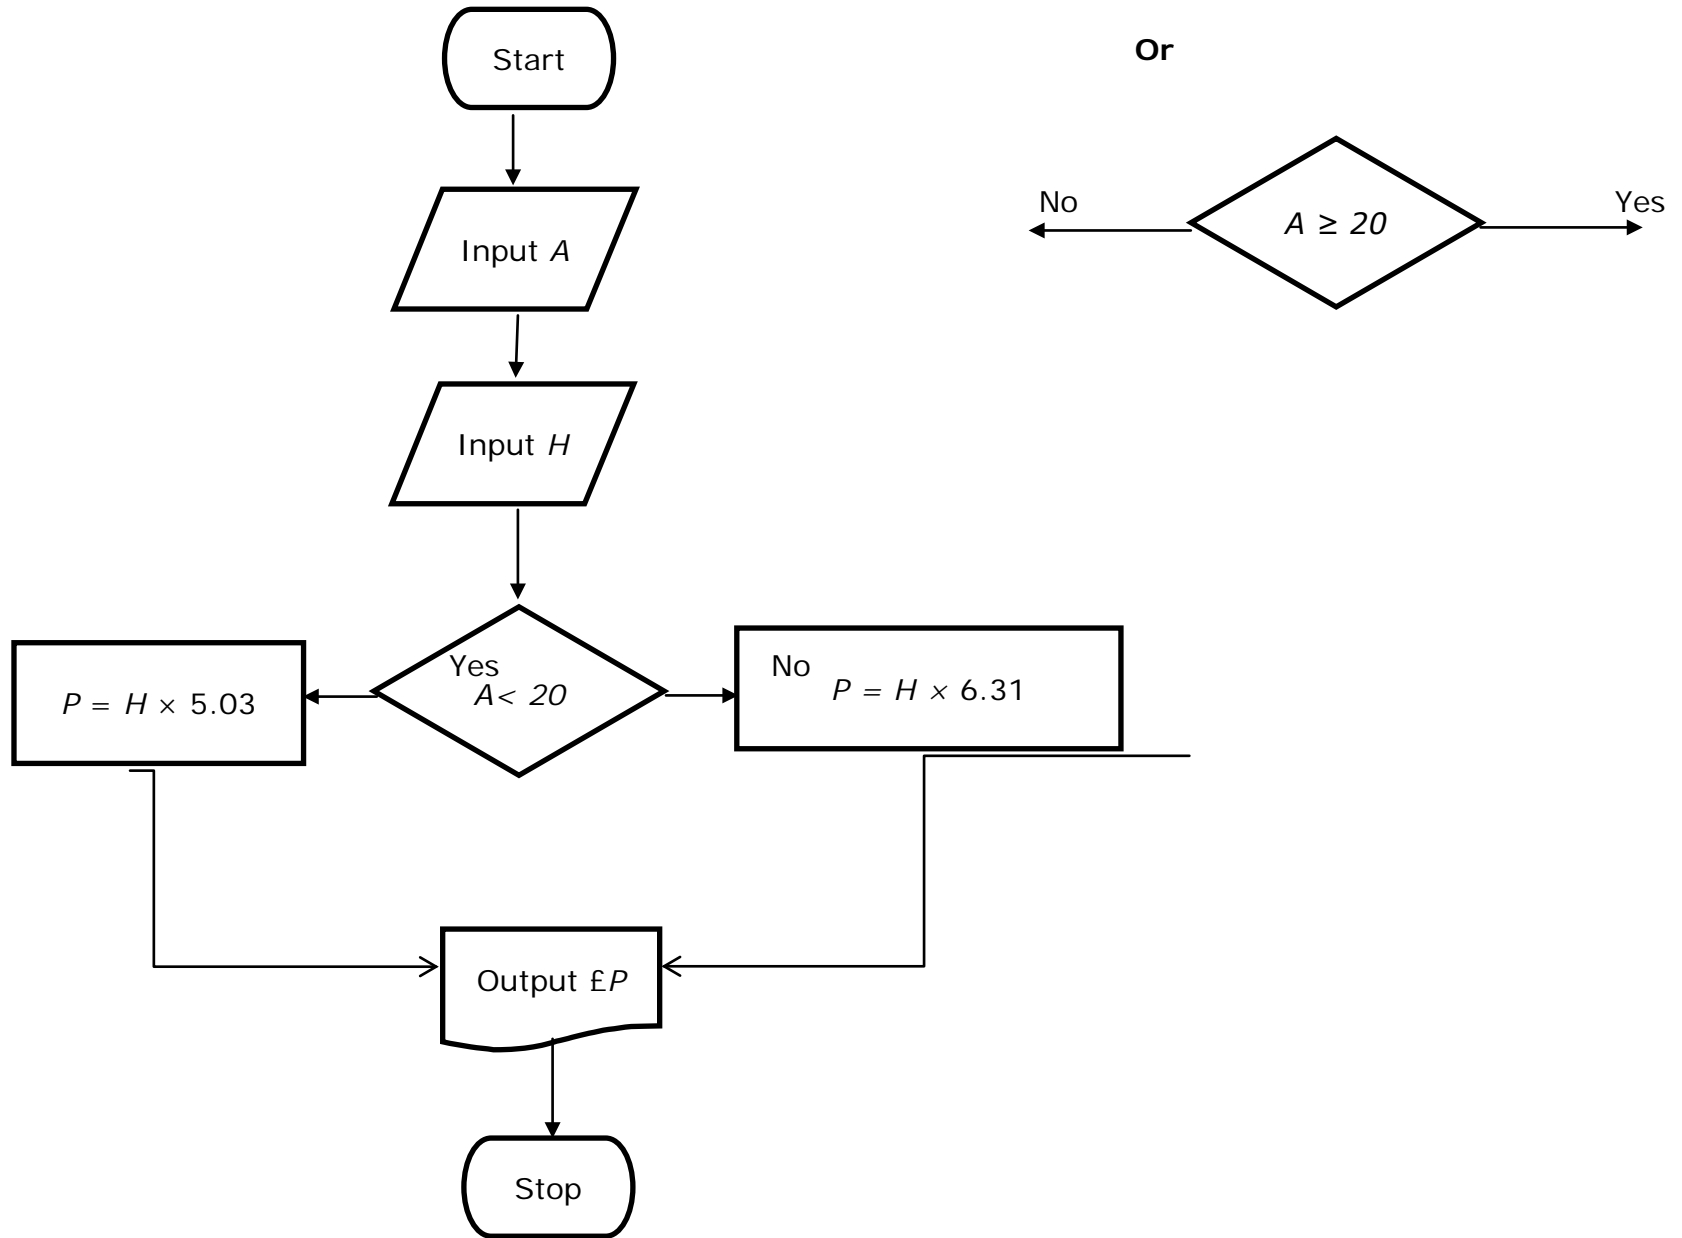 Start
Or
Input A
No
A ≥ 20
Yes
Input H
Yes
A< 20
No
P = H × 5.03
P = H × 6.31
Output £P
Stop